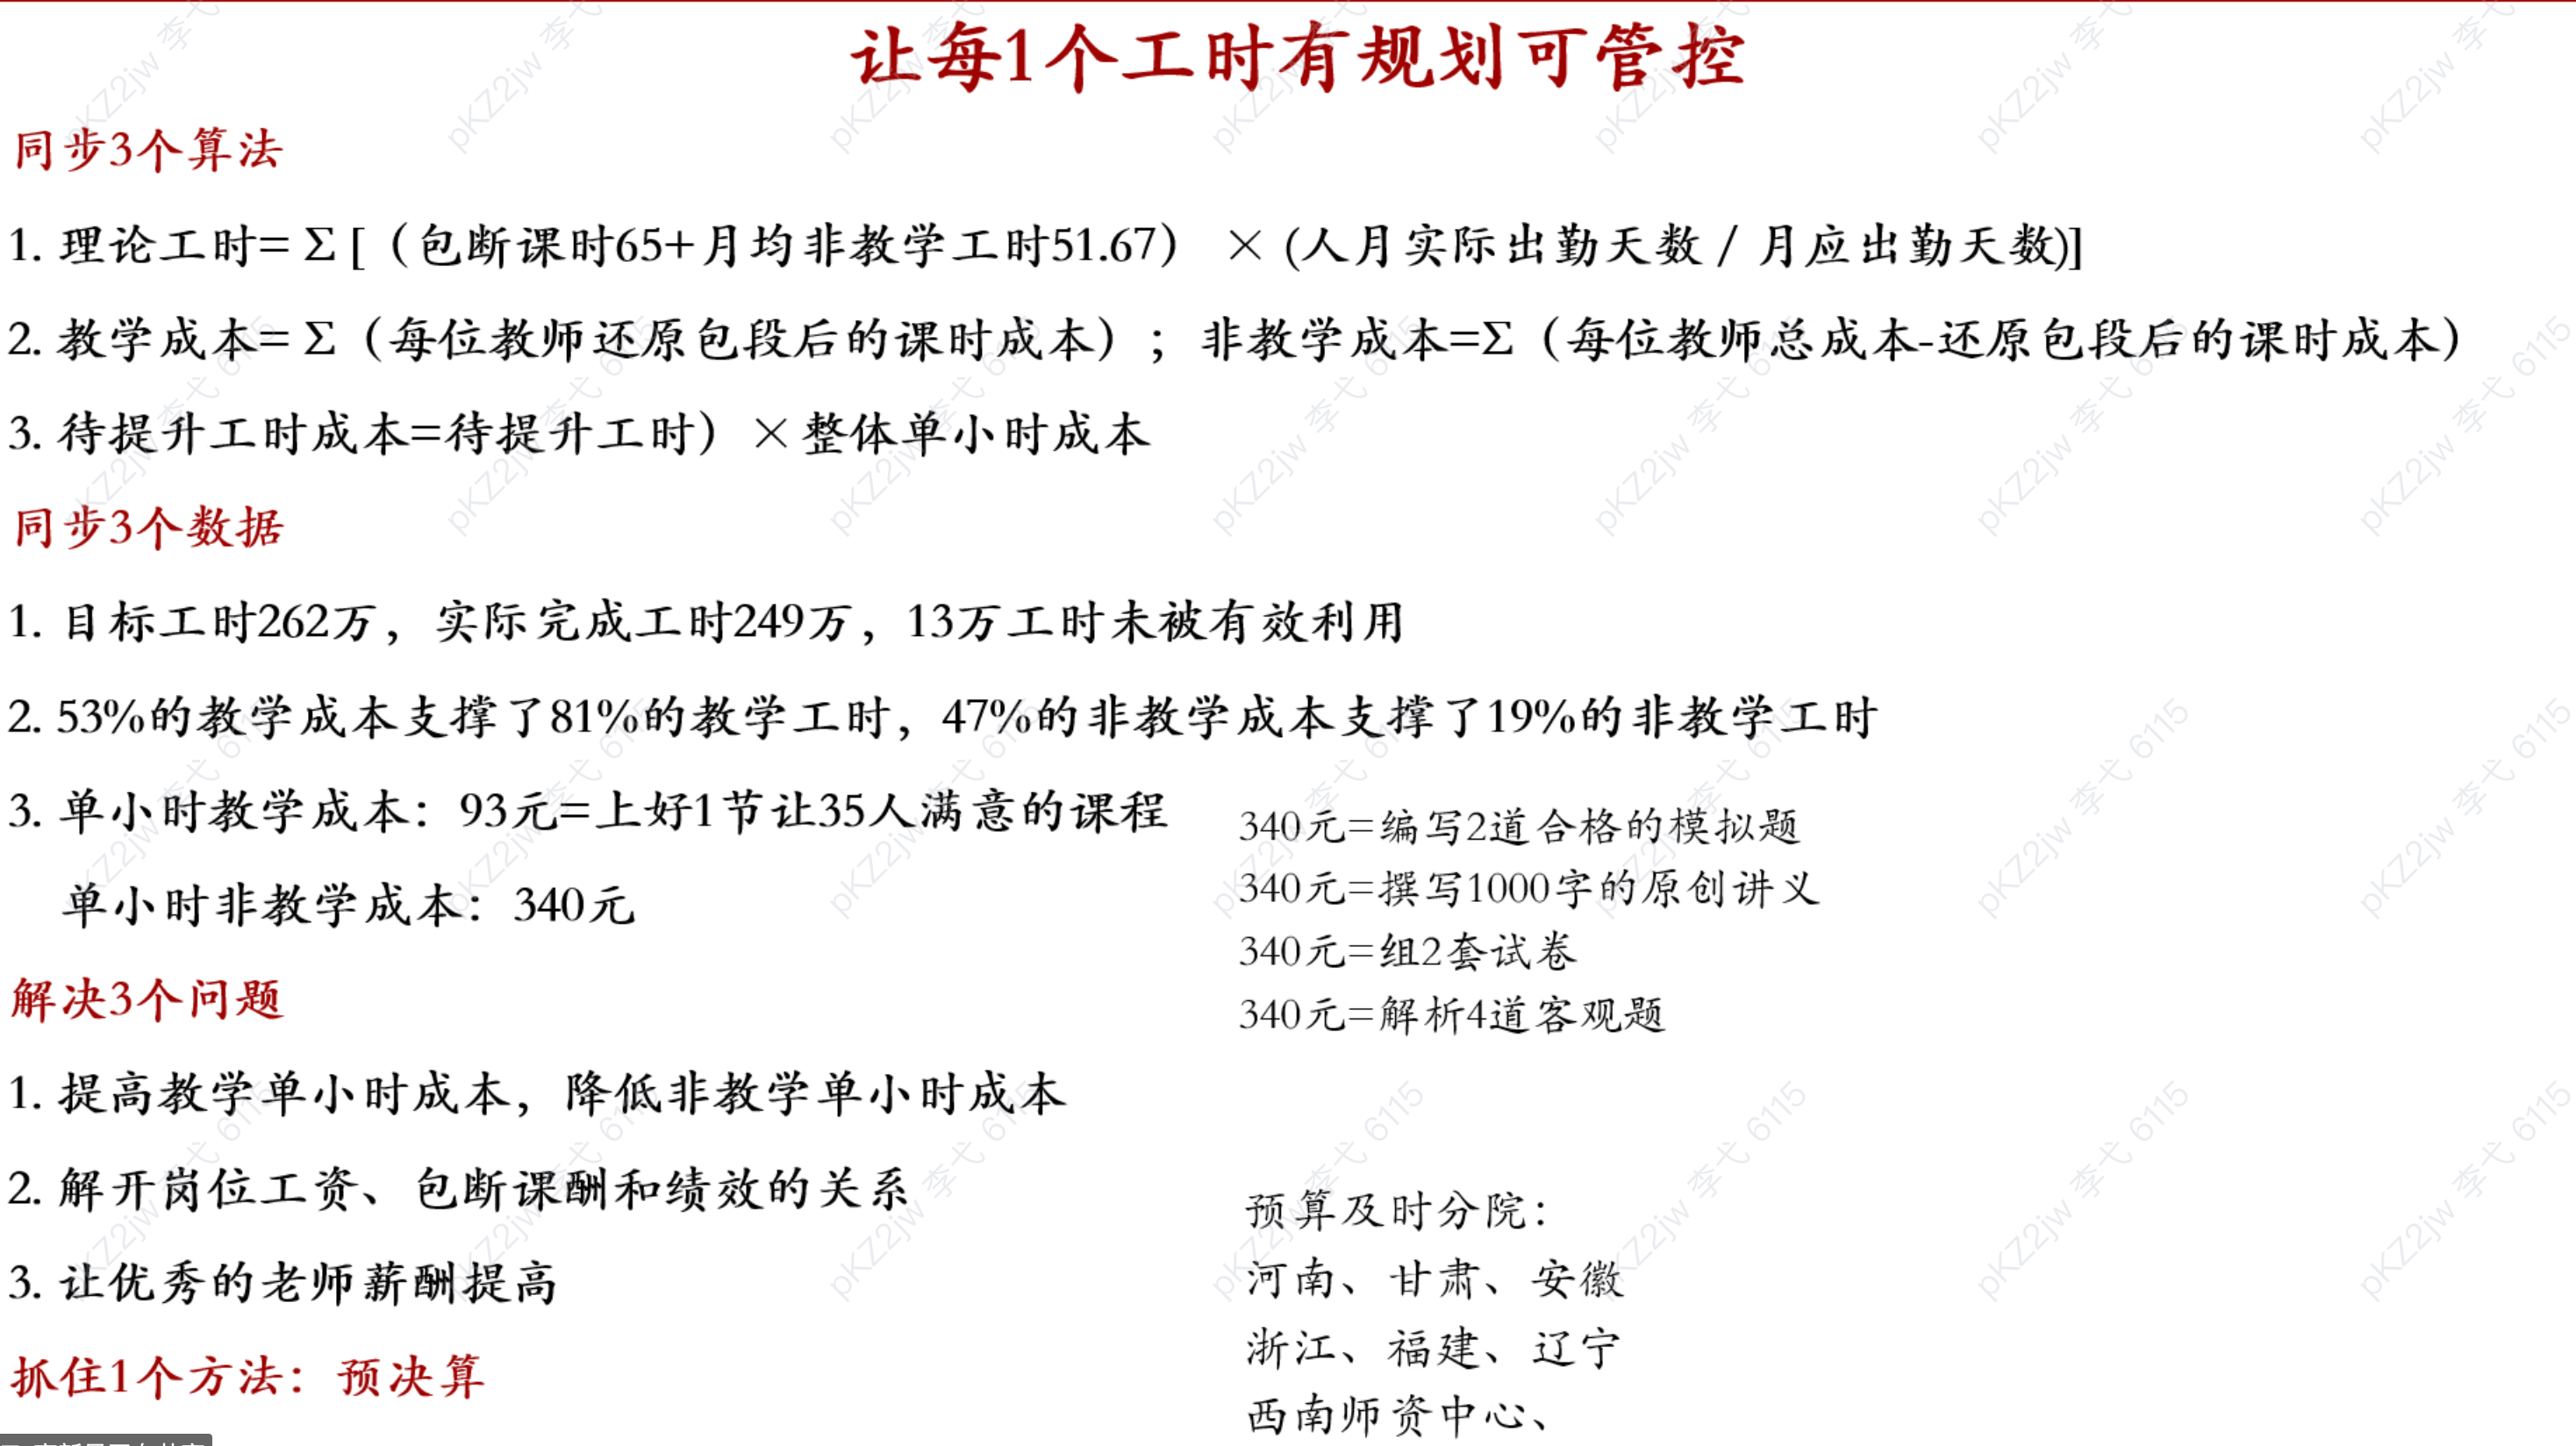 让每1个工时有规划可管控
同步3个算法
1. 理论工时= Σ [（包断课时65+月均非教学工时51.67） × (人月实际出勤天数 / 月应出勤天数)]
2. 教学成本= Σ（每位教师还原包段后的课时成本）；非教学成本=Σ（每位教师总成本-还原包段后的课时成本）
3. 待提升工时成本=待提升工时）×整体单小时成本
同步3个数据
1. 目标工时262万，实际完成工时249万，13万工时未被有效利用
2. 53%的教学成本支撑了81%的教学工时，47%的非教学成本支撑了19%的非教学工时
3. 单小时教学成本：93元=上好1节让35人满意的课程
单小时非教学成本：340元
340元=编写2道合格的模拟题
340元=撰写1000字的原创讲义
340元=组2套试卷
340元=解析4道客观题
解决3个问题
1. 提高教学单小时成本，降低非教学单小时成本
2. 解开岗位工资、包断课酬和绩效的关系
3. 让优秀的老师薪酬提高
抓住1个方法：预决算
预算及时分院：
河南、甘肃、安徽
浙江、福建、辽宁
西南师资中心、
pKZ2jw 李弋 6115